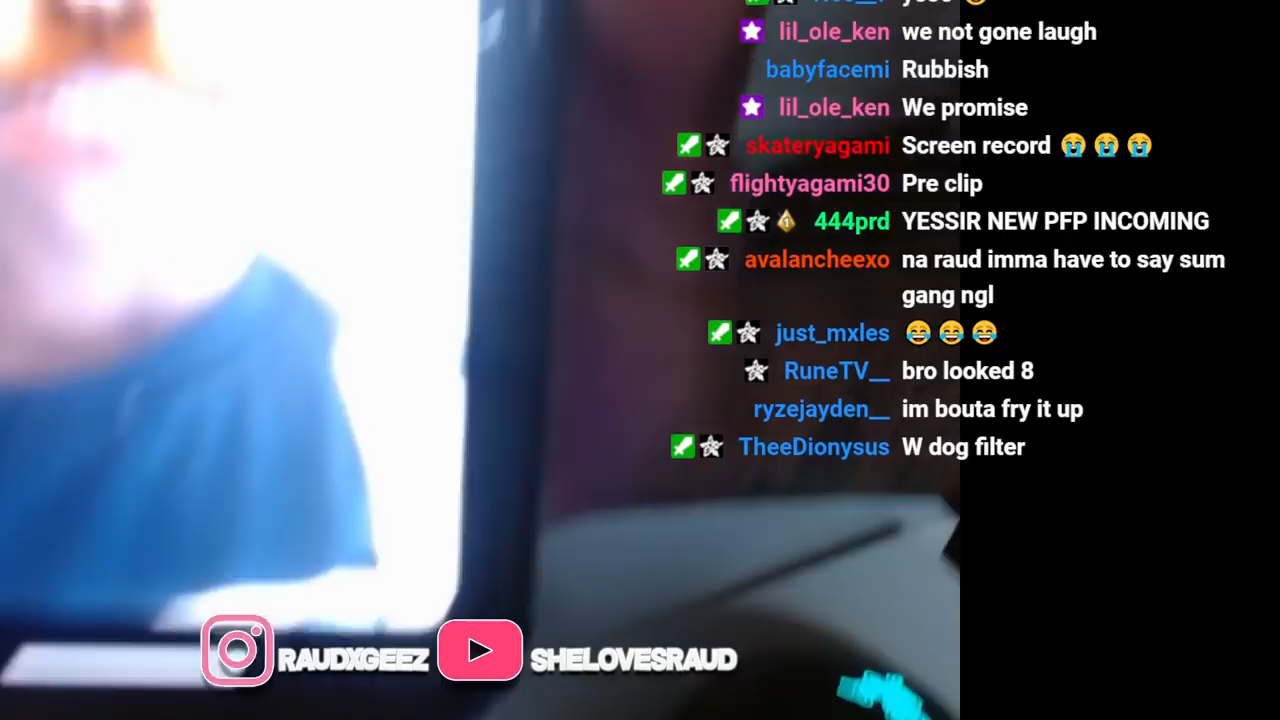 lil_ole_ken we not gone laugh
babyfacemi Rubbish
lil_ole_ken We promise
skateryagami Screen record 😭 😭 😭
flightyagami30 Pre clip
444prd YESSIR NEW PFP INCOMING
avalancheexo na raud imma have to say sum
gang ngl
just_mxles 😂 😂 😂
RuneTV__ bro looked 8
ryzejayden__ im bouta fry it up
TheeDionysus W dog filter
RAUDXGEEZ SHELOVESRAUD